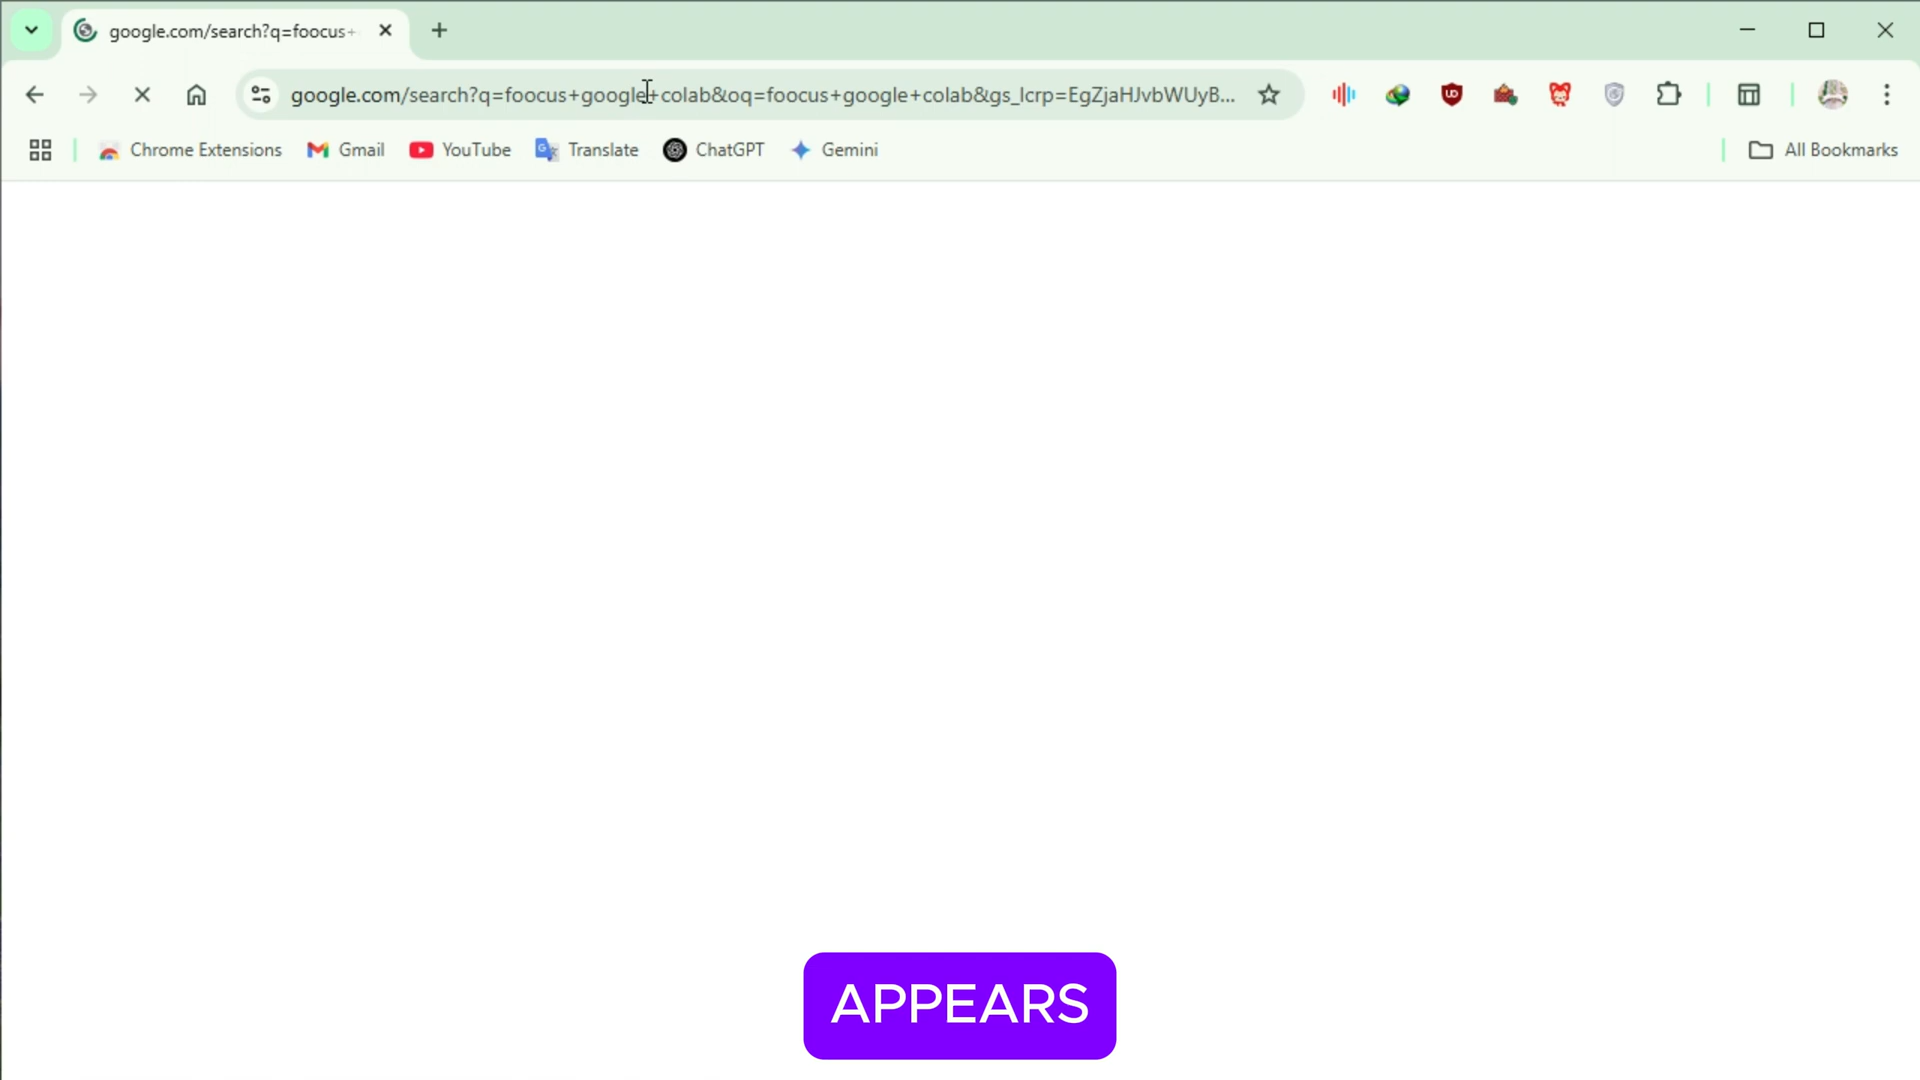 google.com/search?q=foocus+
google.com/search?q=foocus+google+colab&oq=foocus+google+colab&gs_lcrp=EgZjaHJvbWUyB...
Chrome Extensions Gmail YouTube Translate ChatGPT Gemini All Bookmarks
APPEARS